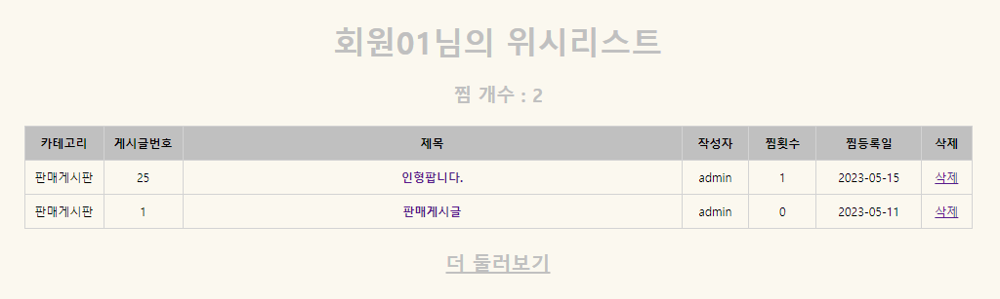 회원01님의 위시리스트
찜 개수 : 2
카테고리 게시글번호 제목 작성자 찜횟수 찜등록일 삭제
판매게시판 25 인형팝니다. admin 1 2023-05-15 삭제
판매게시판 1 판매게시글 admin 0 2023-05-11 삭제
더 둘러보기